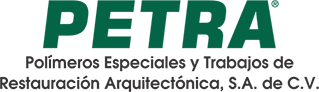 PETRA®
Polímeros Especiales y Trabajos de
Restauración Arquitectónica, S.A. de C.V.